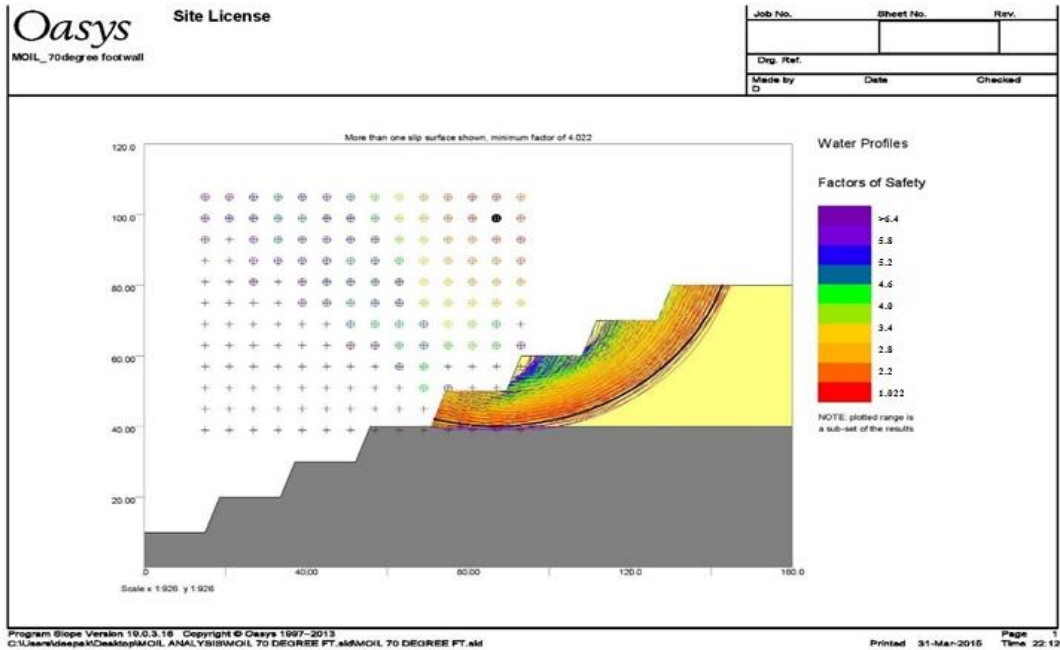 Oasys
Site License
MOIL_70degree footwall
Job No. Sheet No. Rev.
Drg. Ref.
Made by Date Checked
D
More than one slip surface shown, minimum factor of 4.022
120.0
100.0
80.00
60.00
40.00
20.00
.0 40.00 80.00 120.0 160.0
Scale x 1:926 y 1:926
Water Profiles
Factors of Safety
>6.4
5.8
5.2
4.6
4.0
3.4
2.8
2.2
1.022
NOTE: plotted range is
a sub-set of the results
Program Slope Version 19.0.3.16 Copyright © Oasys 1997-2013
C:\Users\deepak\Desktop\MOIL ANALYSIS\MOIL 70 DEGREE FT.sld\MOIL 70 DEGREE FT.sld
Page 1
Printed 31-Mar-2015 Time 22:12